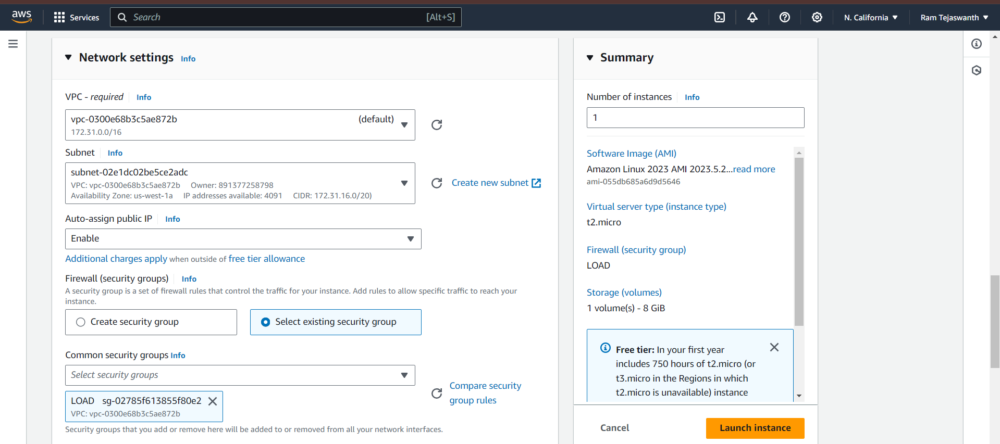 aws
Services
Search [Alt+S]
N. California
Ram Tejaswanth
Network settings Info
VPC - required Info
vpc-0300e68b3c5ae872b (default)
172.31.0.0/16
Subnet Info
subnet-02e1dc02be5ce2adc
VPC: vpc-0300e68b3c5ae872b Owner: 891377258798
Availability Zone: us-west-1a IP addresses available: 4091 CIDR: 172.31.16.0/20)
Create new subnet
Auto-assign public IP Info
Enable
Additional charges apply when outside of free tier allowance
Firewall (security groups) Info
A security group is a set of firewall rules that control the traffic for your instance. Add rules to allow specific traffic to reach your
instance.
Create security group
Select existing security group
Common security groups Info
Select security groups
LOAD sg-02785f613855f80e2
VPC: vpc-0300e68b3c5ae872b
Compare security
group rules
Security groups that you add or remove here will be added to or removed from all your network interfaces.
Summary
Number of instances Info
1
Software Image (AMI)
Amazon Linux 2023 AMI 2023.5.2...read more
ami-055db685a6d9d5646
Virtual server type (instance type)
t2.micro
Firewall (security group)
LOAD
Storage (volumes)
1 volume(s) - 8 GiB
Free tier: In your first year
includes 750 hours of t2.micro (or
t3.micro in the Regions in which
t2.micro is unavailable) instance
Cancel
Launch instance